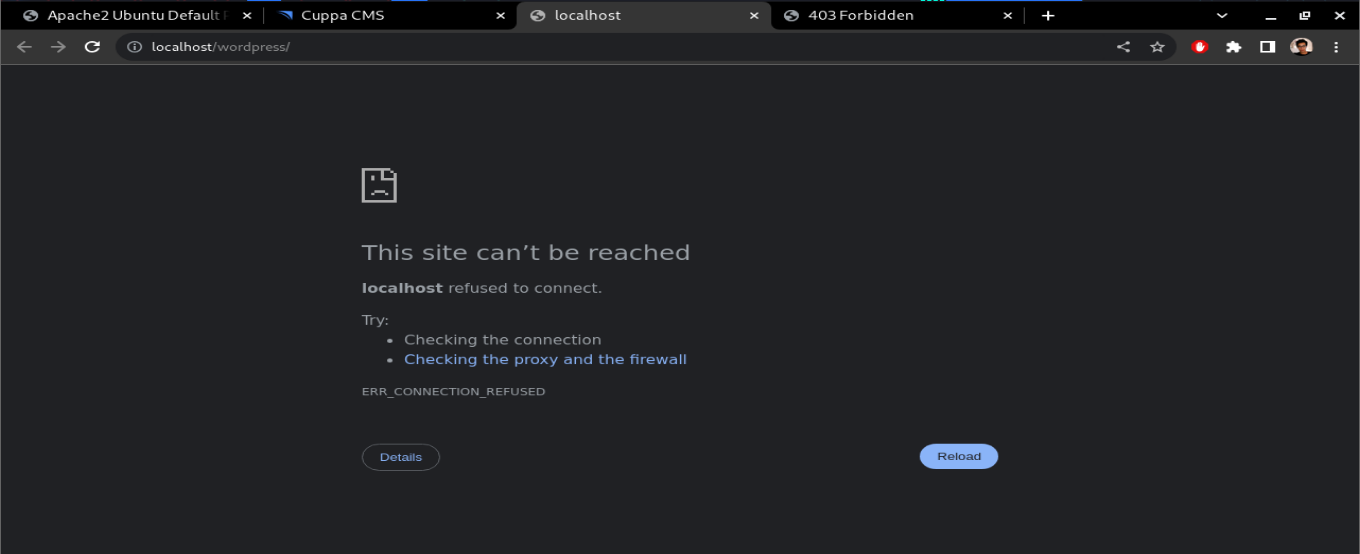 Apache2 Ubuntu Default
Cuppa CMS
localhost
403 Forbidden
localhost/wordpress/
This site can’t be reached
localhost refused to connect.
Try:
• Checking the connection
• Checking the proxy and the firewall
ERR_CONNECTION_REFUSED
Details
Reload